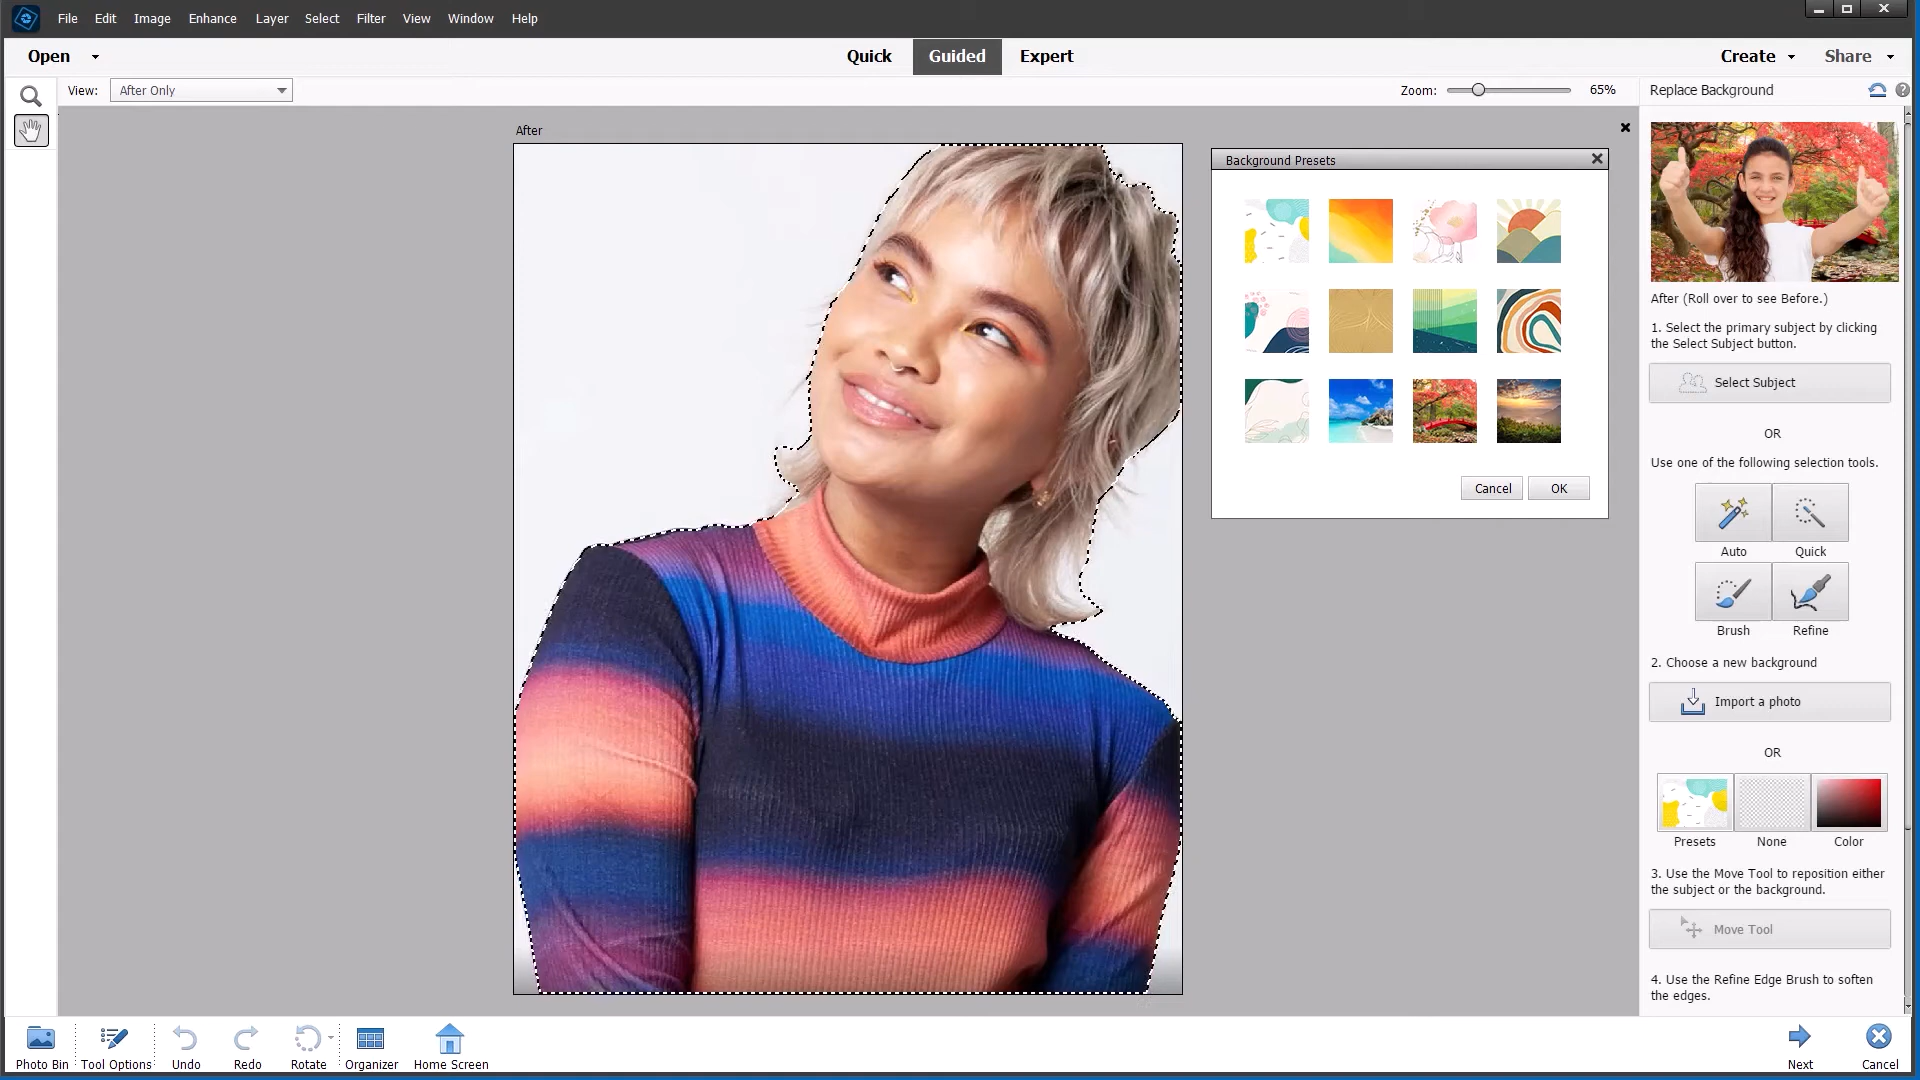 File Edit Image Enhance Layer Select Filter View Window Help
Open Quick Guided Expert Create Share
View: After Only Zoom: 65% Replace Background
After
Background Presets
Cancel OK
After (Roll over to see Before.)
1. Select the primary subject by clicking
the Select Subject button.
Select Subject
OR
Use one of the following selection tools.
Auto Quick
Brush Refine
2. Choose a new background
Import a photo
OR
Presets None Color
3. Use the Move Tool to reposition either
the subject or the background.
Move Tool
4. Use the Refine Edge Brush to soften
the edges.
Photo Bin Tool Options Undo Redo Rotate Organizer Home Screen Next Cancel